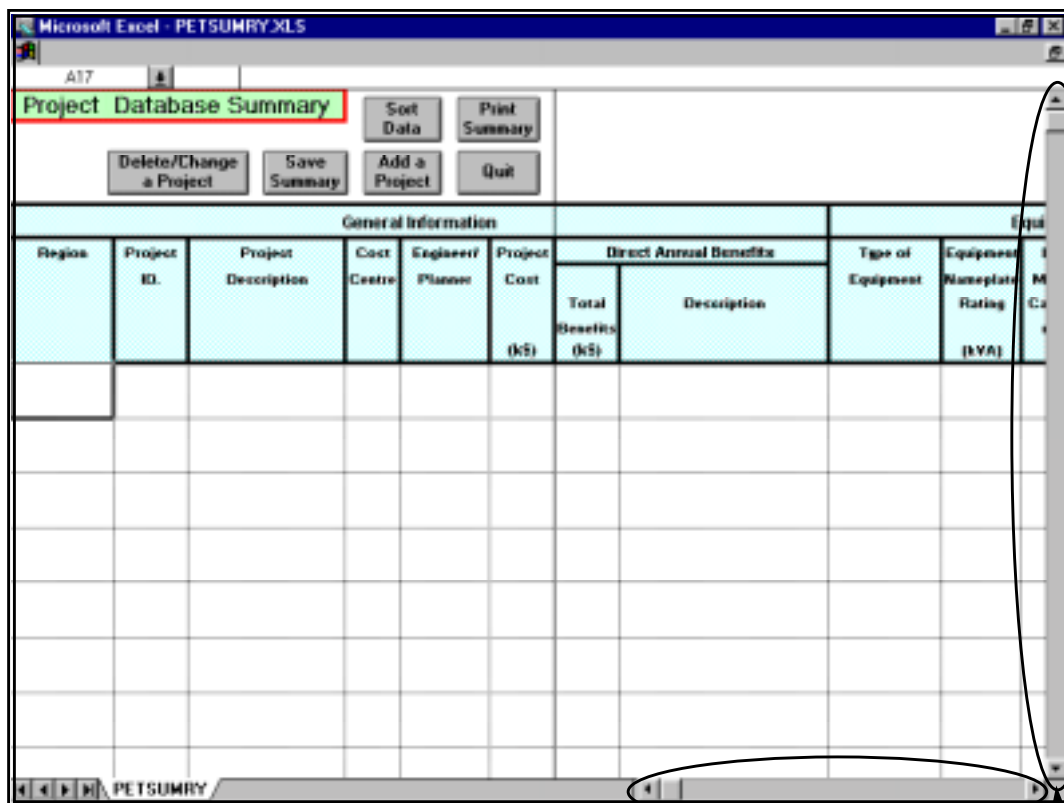 Microsoft Excel - PETSUMRY.XLS
A17
Project Database Summary
Sort Data
Print Summary
Delete/Change a Project
Save Summary
Add a Project
Quit
General Information
Equi
Region
Project ID.
Project Description
Cost Centre
Engineer/ Planner
Project Cost (k$)
Direct Annual Benefits
Total Benefits (k$)
Description
Type of Equipment
Equipment Nameplate Rating (kVA)
PETSUMRY